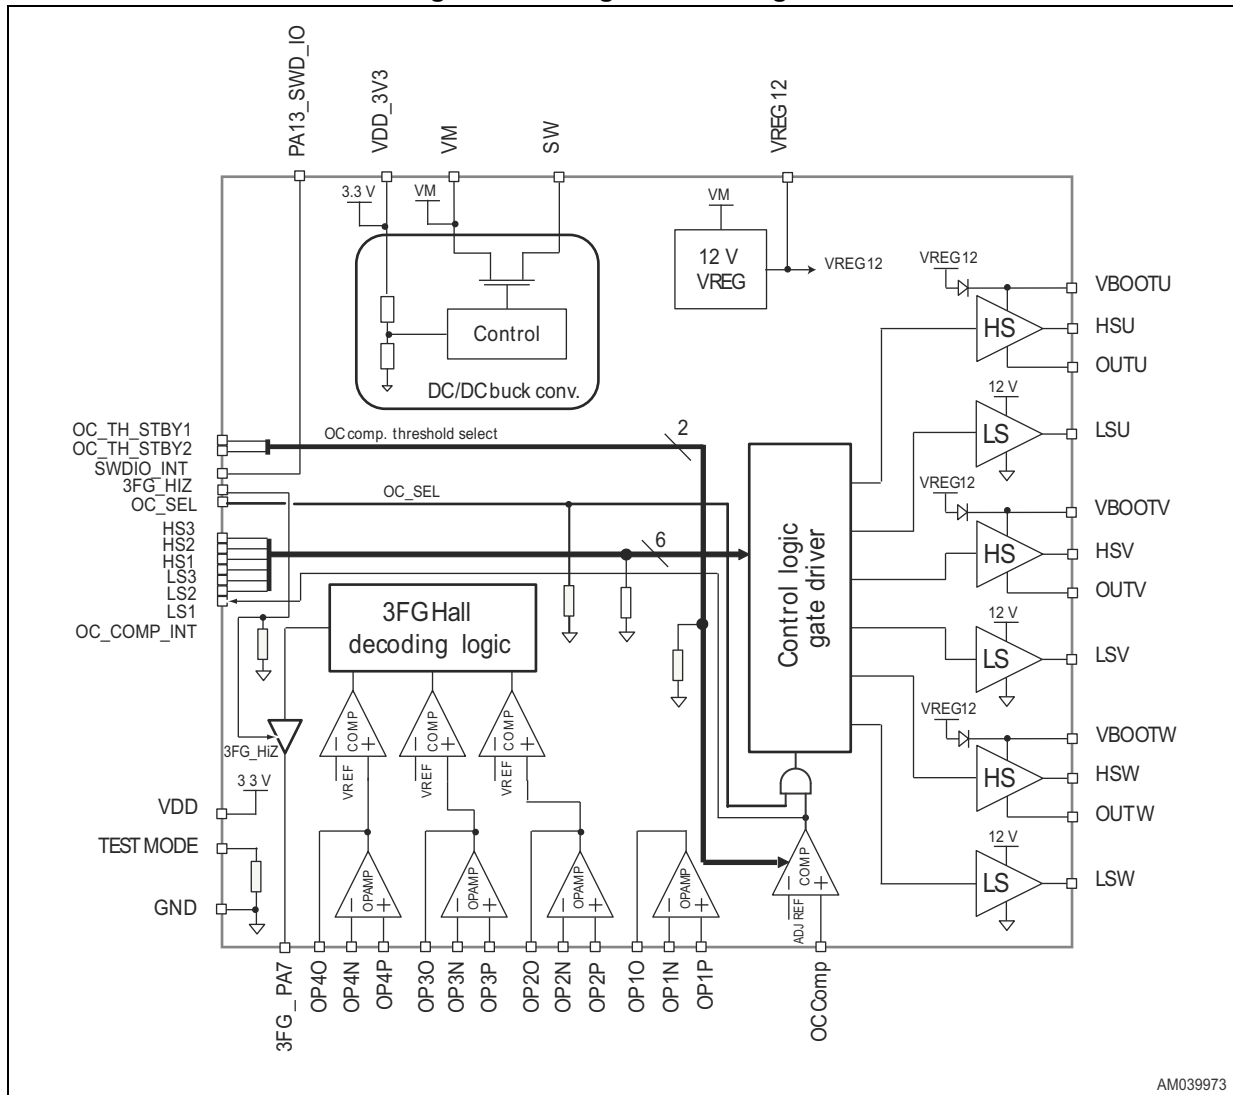 PA13_SWD_IO
VDD_3V3
VM
SW
VREG12
3.3 V
VM
VM
12 V
VREG
VREG12
Control
DC/DC buck conv.
VREG12
VBOOTU
HS
HSU
OUTU
12 V
LS
LSU
VREG12
VBOOTV
HS
HSV
OUTV
12 V
LS
LSV
VREG12
VBOOTW
HS
HSW
OUTW
12 V
LS
LSW
OC_TH_STBY1
OC_TH_STBY2
SWDIO_INT
3FG_HIZ
OC_SEL
HS3
HS2
HS1
LS3
LS2
LS1
OC_COMP_INT
OC comp. threshold select
2
OC_SEL
6
Control logic
gate driver
3FG Hall
decoding logic
COMP
COMP
COMP
VREF
VREF
VREF
3FG_HiZ
3 3 V
VDD
TEST MODE
GND
OPAMP
OPAMP
OPAMP
OPAMP
COMP
ADJ REF
3FG_PA7
OP4O
OP4N
OP4P
OP3O
OP3N
OP3P
OP2O
OP2N
OP2P
OP1O
OP1N
OP1P
OC Comp
AM039973